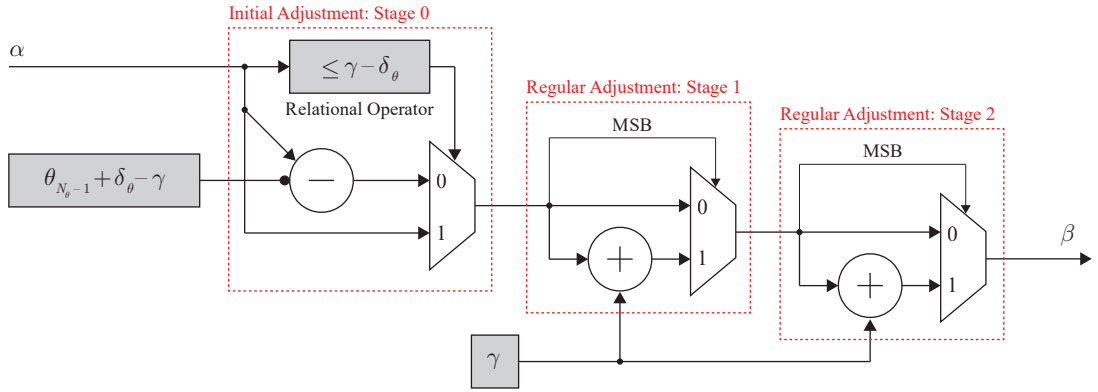 Initial Adjustment: Stage 0
α
≤ γ − δ_θ
Relational Operator
Regular Adjustment: Stage 1
MSB
Regular Adjustment: Stage 2
MSB
θ_{N_θ−1} + δ_θ − γ
−
0
1
0
1
+
0
1
+
β
γ